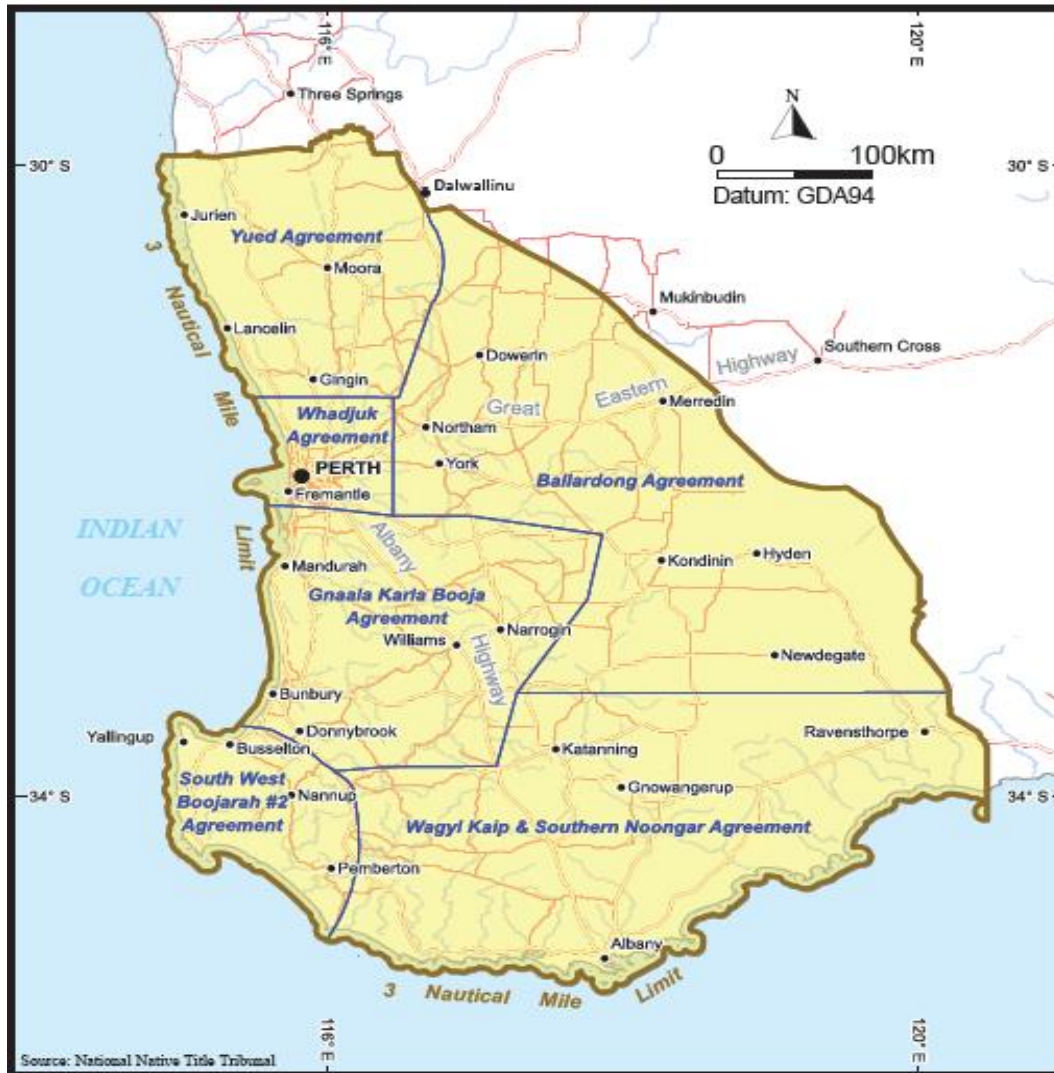 116° E
120° E
Three Springs
N
0 100km
Datum: GDA94
30° S
30° S
Dalwallinu
Jurien
Yued Agreement
Moora
3 Nautical Mile Limit
Mukinbudin
Lancelin
Southern Cross
Dowerin
Great Eastern Highway
Gingin
Merredin
Whadjuk
Agreement
Northam
York
PERTH
Ballardong Agreement
Fremantle
INDIAN
OCEAN
Albany Highway
Mandurah
Kondinin
Hyden
Gnaala Karla Booja
Agreement
Narrogin
Williams
Newdegate
Bunbury
Donnybrook
Yallingup
Busselton
Katanning
Ravensthorpe
South West
Boojarah #2
Agreement
Nannup
Gnowangerup
34° S
34° S
Wagyl Kaip & Southern Noongar Agreement
Pemberton
Albany
3 Nautical Mile Limit
116° E
120° E
Source: National Native Title Tribunal